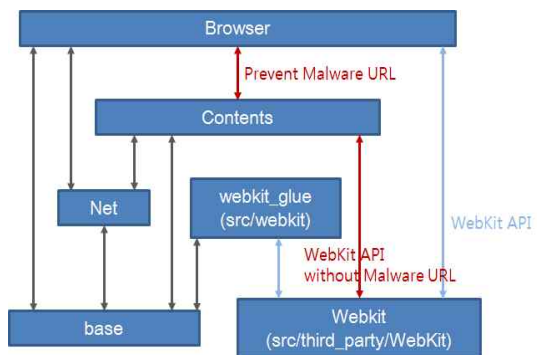 Browser
Prevent Malware URL
Contents
webkit_glue
(src/webkit)
Net
WebKit API
WebKit API
without Malware URL
base
Webkit
(src/third_party/WebKit)